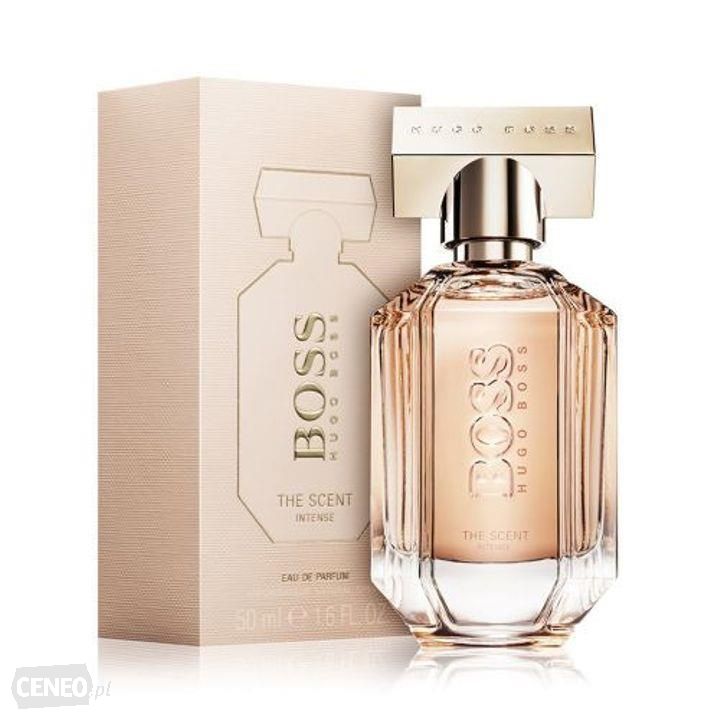 BOSS
HUGO BOSS
THE SCENT
INTENSE
EAU DE PARFUM
50 ml e 1.6 FL.OZ
HUGO BOSS
BOSS
HUGO BOSS
THE SCENT
INTENSE
CENEO.pl